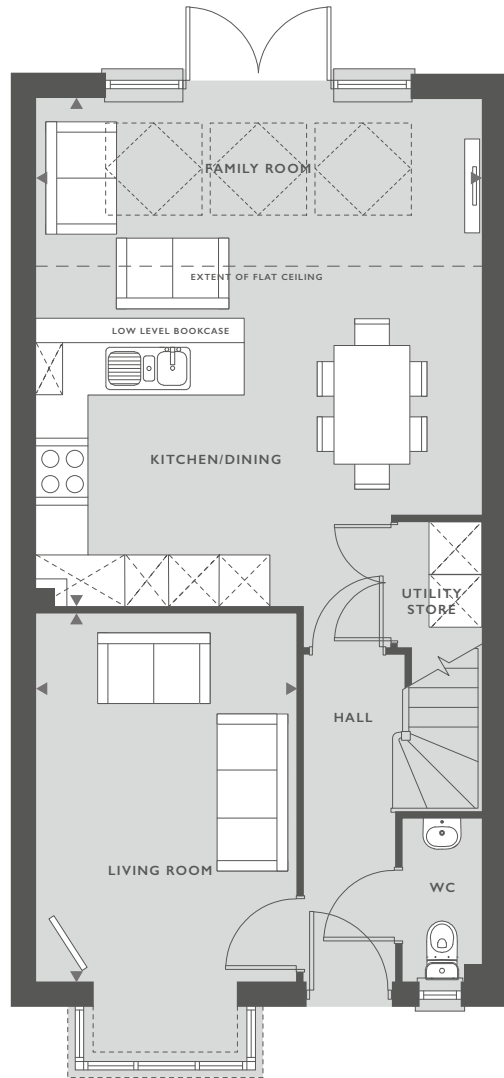 FAMILY ROOM
EXTENT OF FLAT CEILING
LOW LEVEL BOOKCASE
KITCHEN/DINING
UTILITY
STORE
HALL
LIVING ROOM
WC